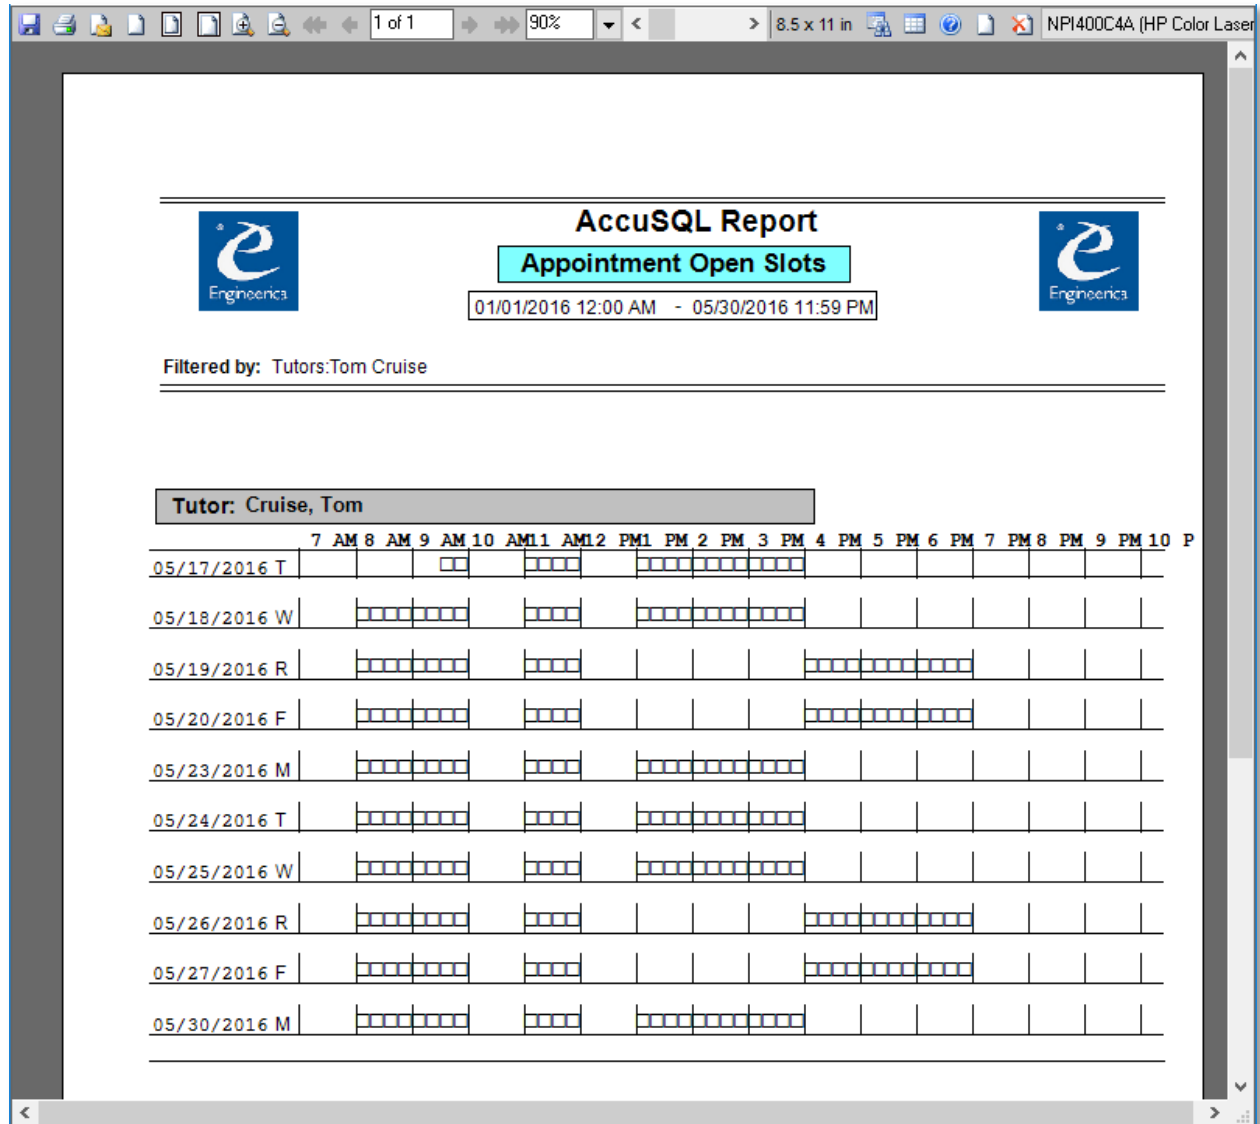 1 of 1 90% 8.5 x 11 in NPI400C4A (HP Color Laser
AccuSQL Report
Appointment Open Slots
01/01/2016 12:00 AM - 05/30/2016 11:59 PM
Engineerica
Engineerica
Filtered by: Tutors:Tom Cruise
Tutor: Cruise, Tom
7 AM 8 AM 9 AM 10 AM 11 AM 12 PM 1 PM 2 PM 3 PM 4 PM 5 PM 6 PM 7 PM 8 PM 9 PM 10 P
05/17/2016 T
05/18/2016 W
05/19/2016 R
05/20/2016 F
05/23/2016 M
05/24/2016 T
05/25/2016 W
05/26/2016 R
05/27/2016 F
05/30/2016 M